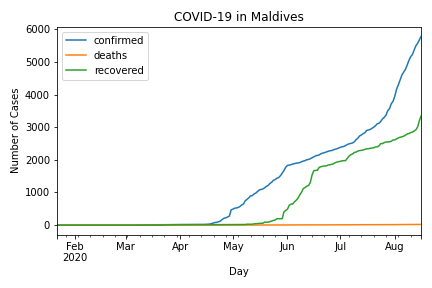 COVID-19 in Maldives
confirmed
deaths
recovered
Number of Cases
6000
5000
4000
3000
2000
1000
0
Feb Mar Apr May Jun Jul Aug
2020
Day